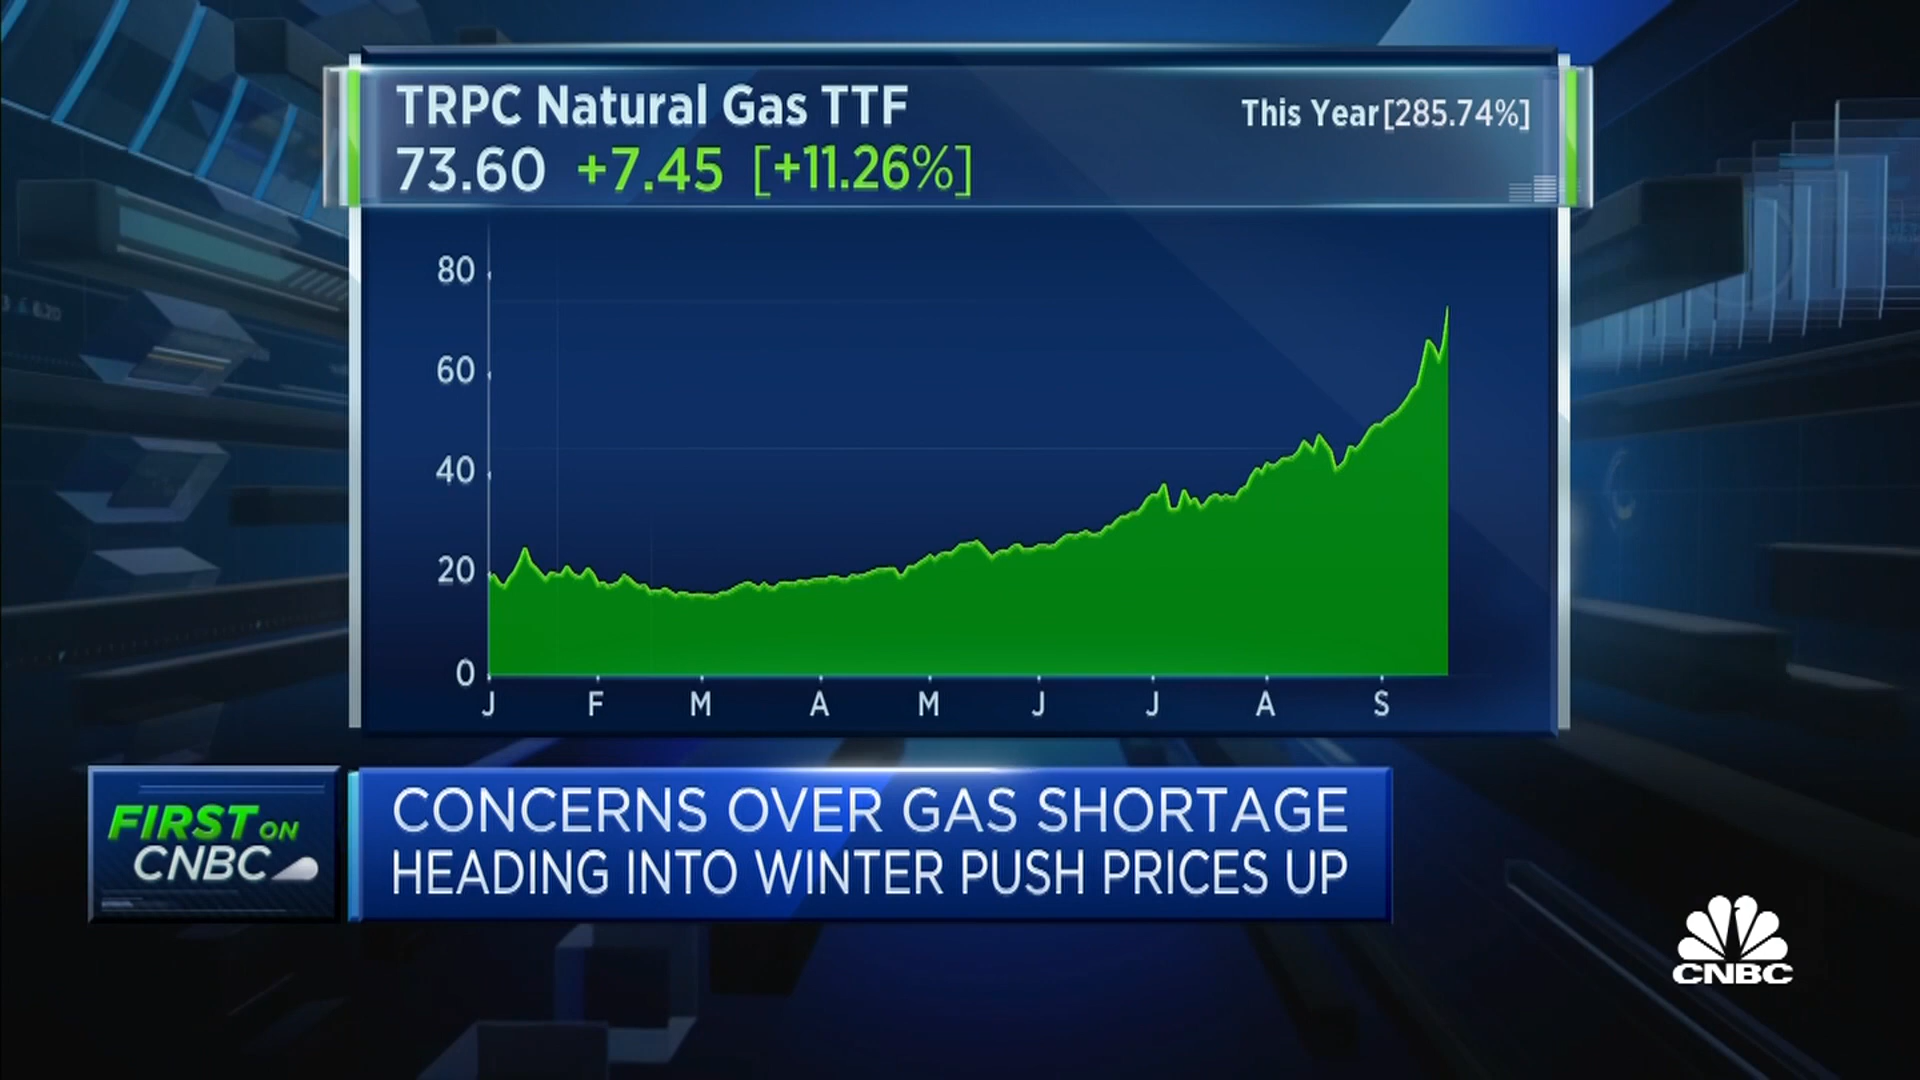 TRPC Natural Gas TTF
This Year[285.74%]
73.60 +7.45 [+11.26%]
80
60
40
20
0
J F M A M J J A S
FIRST ON
CNBC
CONCERNS OVER GAS SHORTAGE
HEADING INTO WINTER PUSH PRICES UP
CNBC